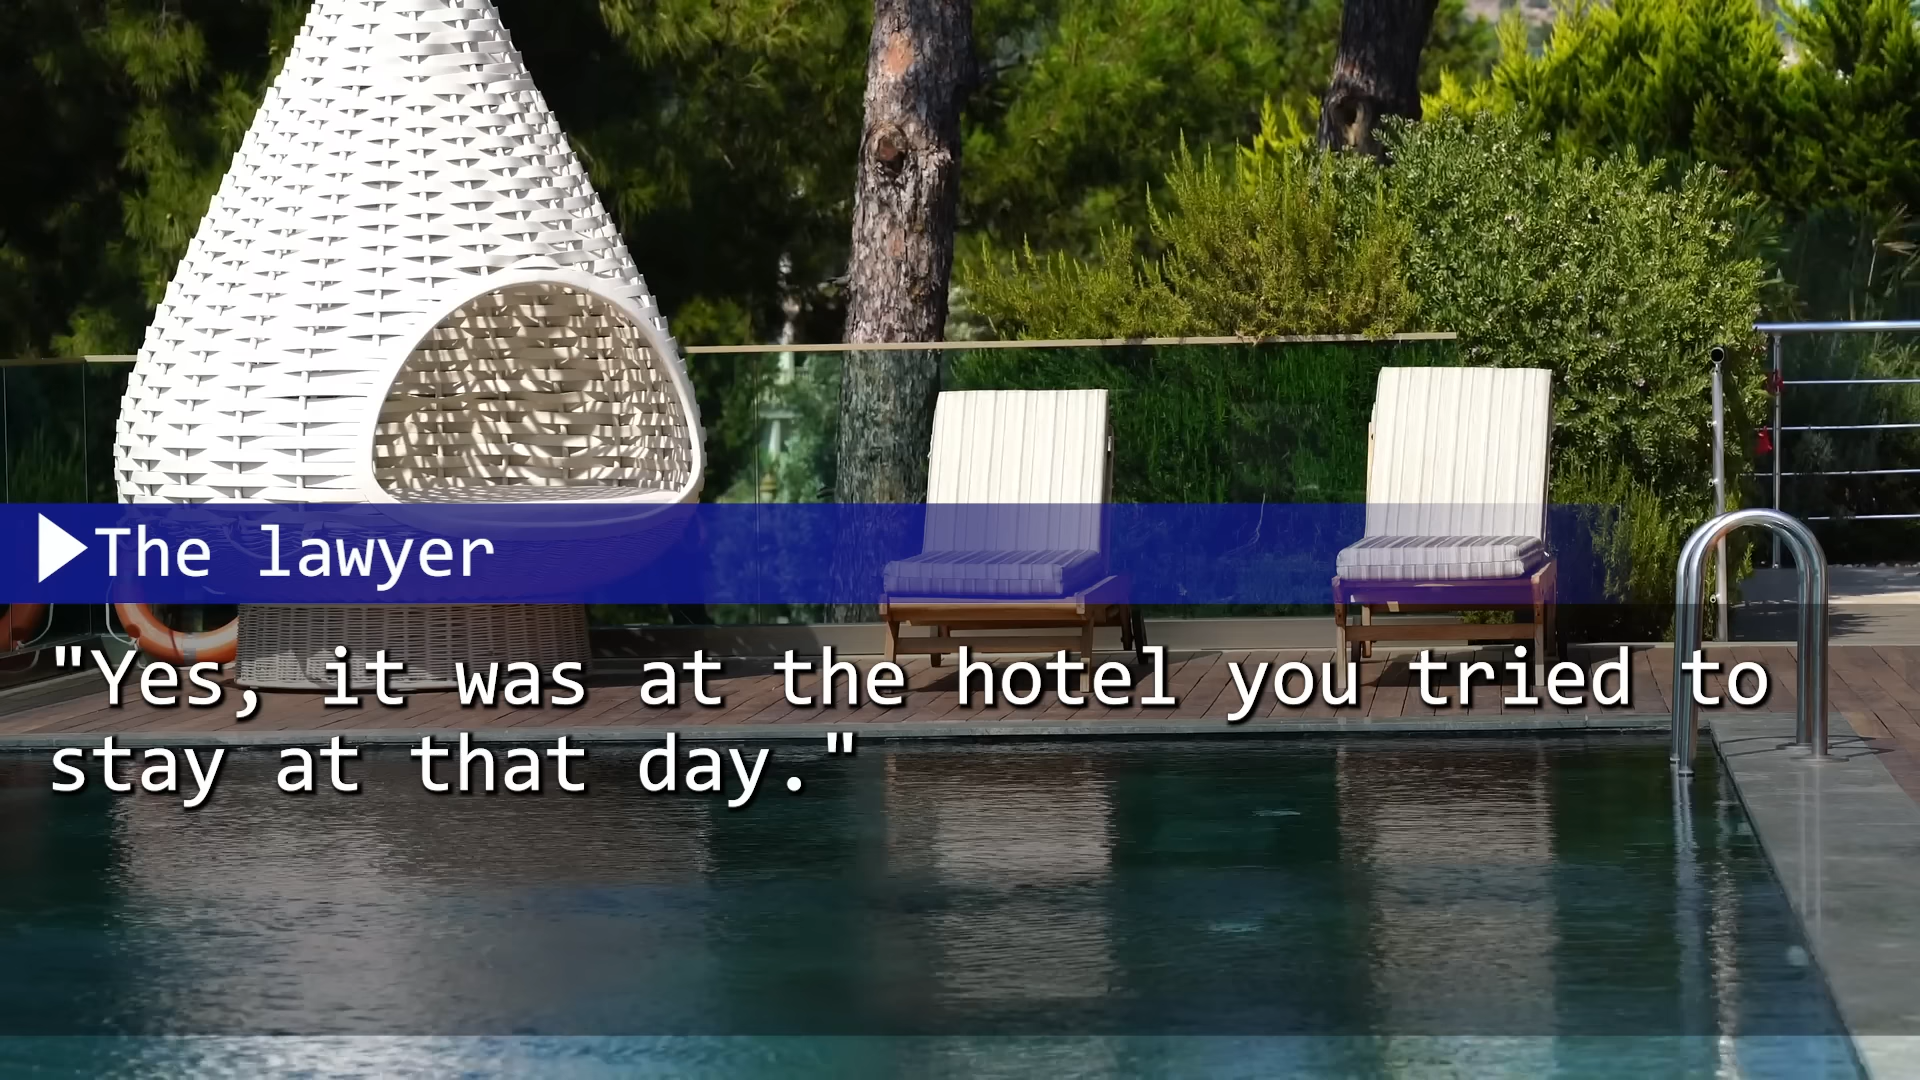 The lawyer
"Yes, it was at the hotel you tried to
stay at that day."